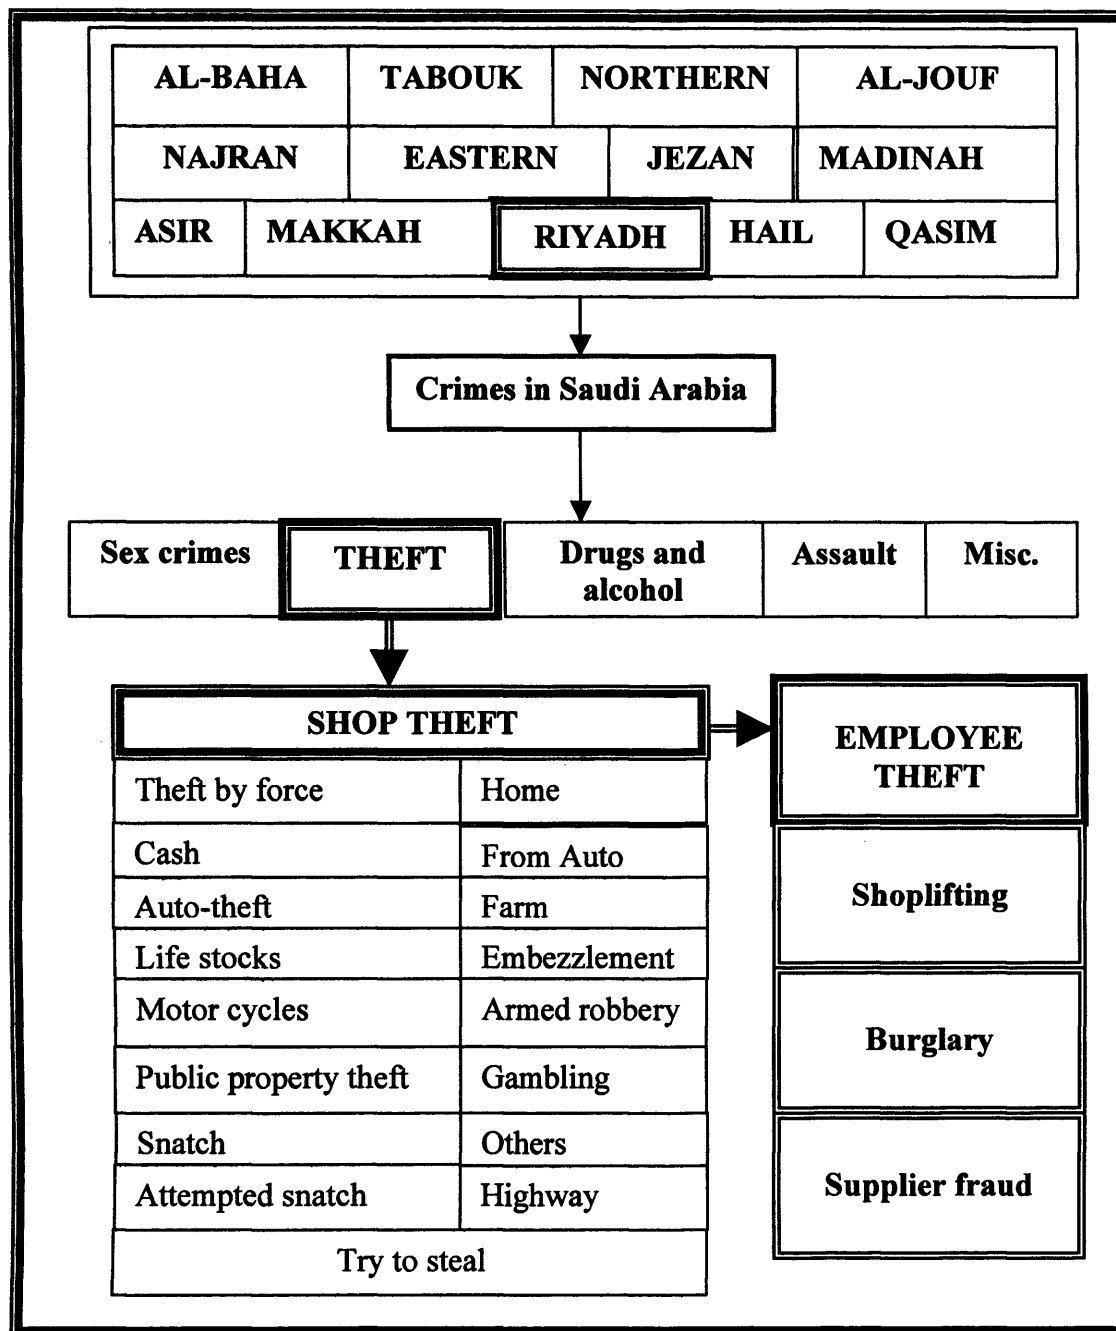 AL-BAHA TABOUK NORTHERN AL-JOUF
NAJRAN EASTERN JEZAN MADINAH
ASIR MAKKAH RIYADH HAIL QASIM
Crimes in Saudi Arabia
Sex crimes THEFT Drugs and alcohol Assault Misc.
SHOP THEFT
Theft by force Home
Cash From Auto
Auto-theft Farm
Life stocks Embezzlement
Motor cycles Armed robbery
Public property theft Gambling
Snatch Others
Attempted snatch Highway
Try to steal
EMPLOYEE
THEFT
Shoplifting
Burglary
Supplier fraud